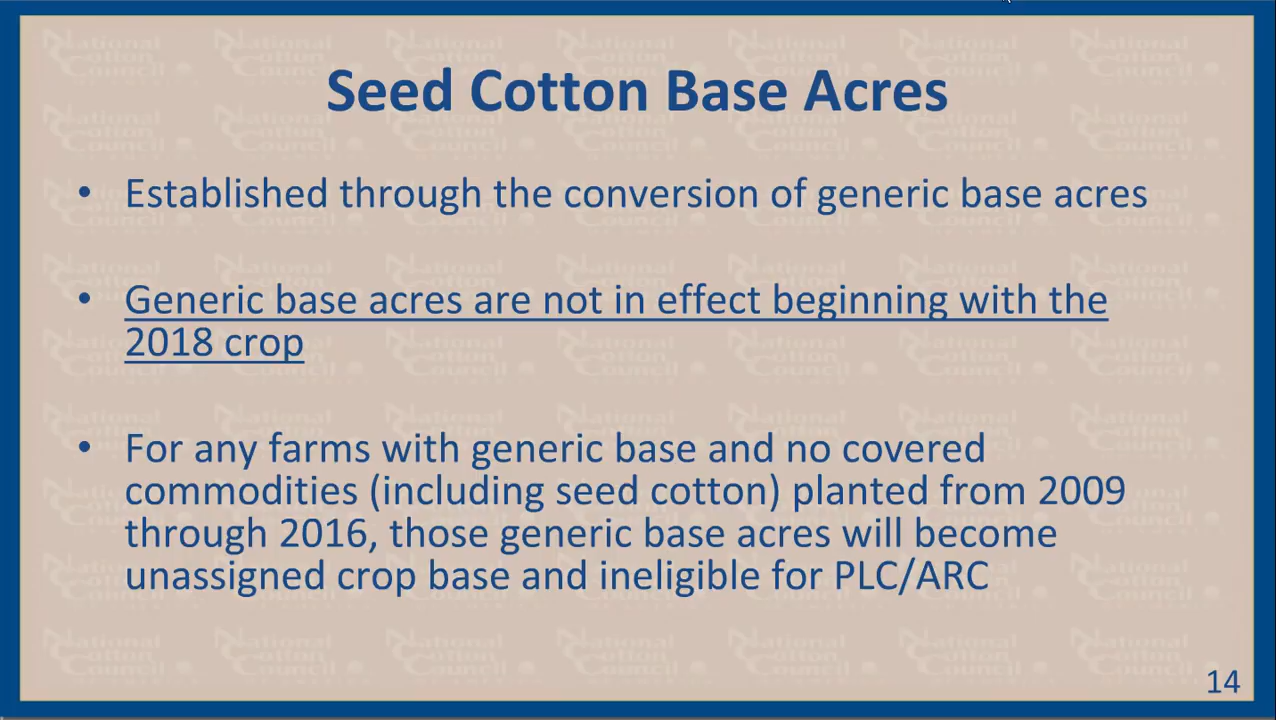 Seed Cotton Base Acres
• Established through the conversion of generic base acres
• Generic base acres are not in effect beginning with the
2018 crop
• For any farms with generic base and no covered
commodities (including seed cotton) planted from 2009
through 2016, those generic base acres will become
unassigned crop base and ineligible for PLC/ARC
National Cotton Council
14